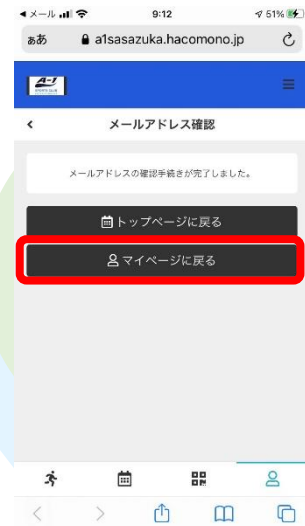 メール 9:12 51%
ああ a1sasazuka.hacomono.jp
A-1
メールアドレス確認
メールアドレスの確認手続きが完了しました。
トップページに戻る
マイページに戻る